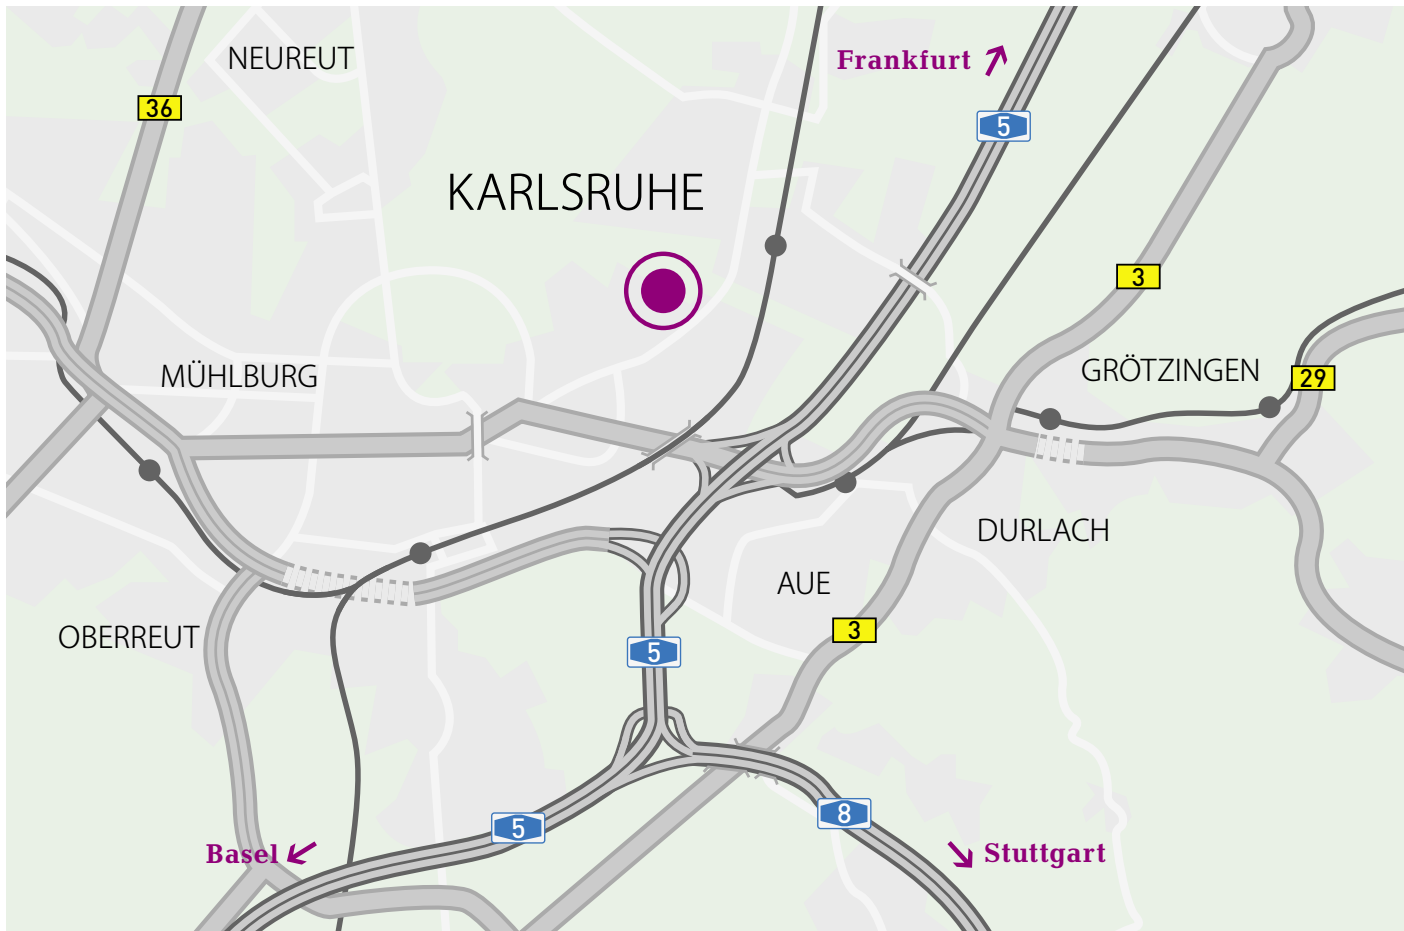 NEUREUT
Frankfurt
36
5
KARLSRUHE
3
GRÖTZINGEN
MÜHLBURG
29
DURLACH
AUE
OBERREUT
3
5
8
5
Basel
Stuttgart